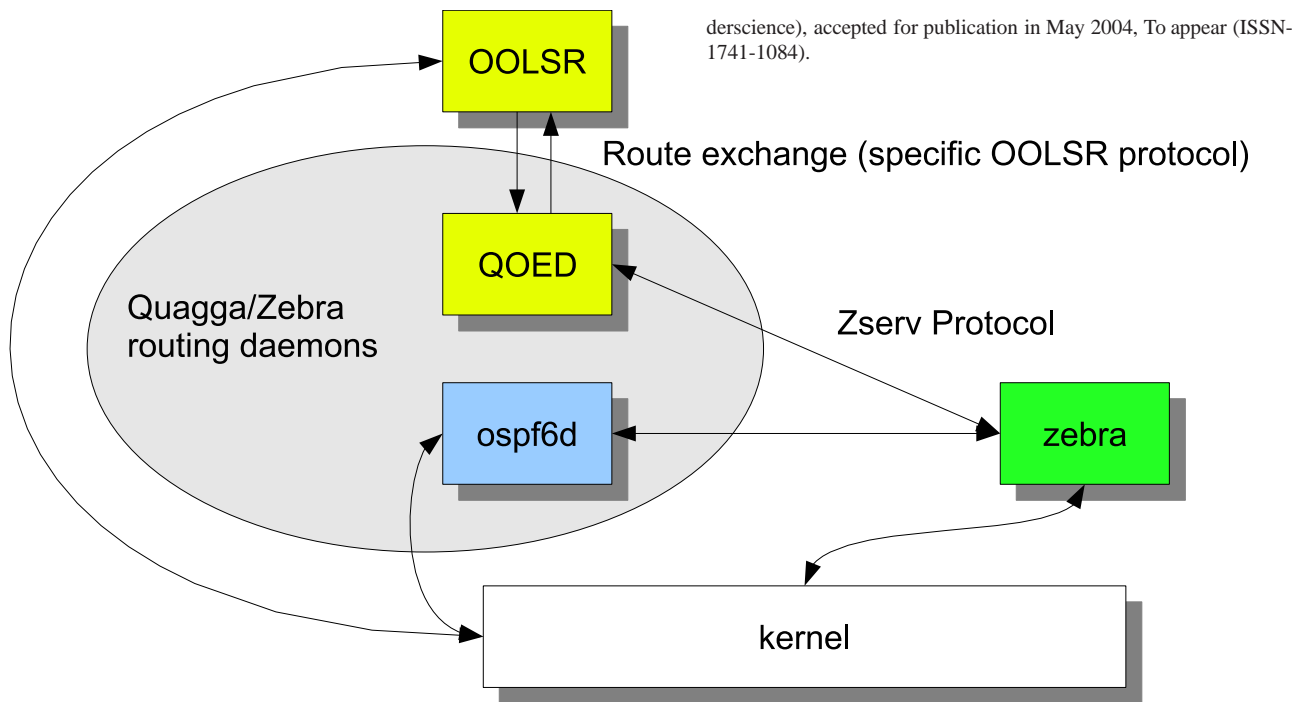 derscience), accepted for publication in May 2004, To appear (ISSN-
1741-1084).
OOLSR
Route exchange (specific OOLSR protocol)
QOED
Quagga/Zebra
routing daemons
Zserv Protocol
ospf6d
zebra
kernel